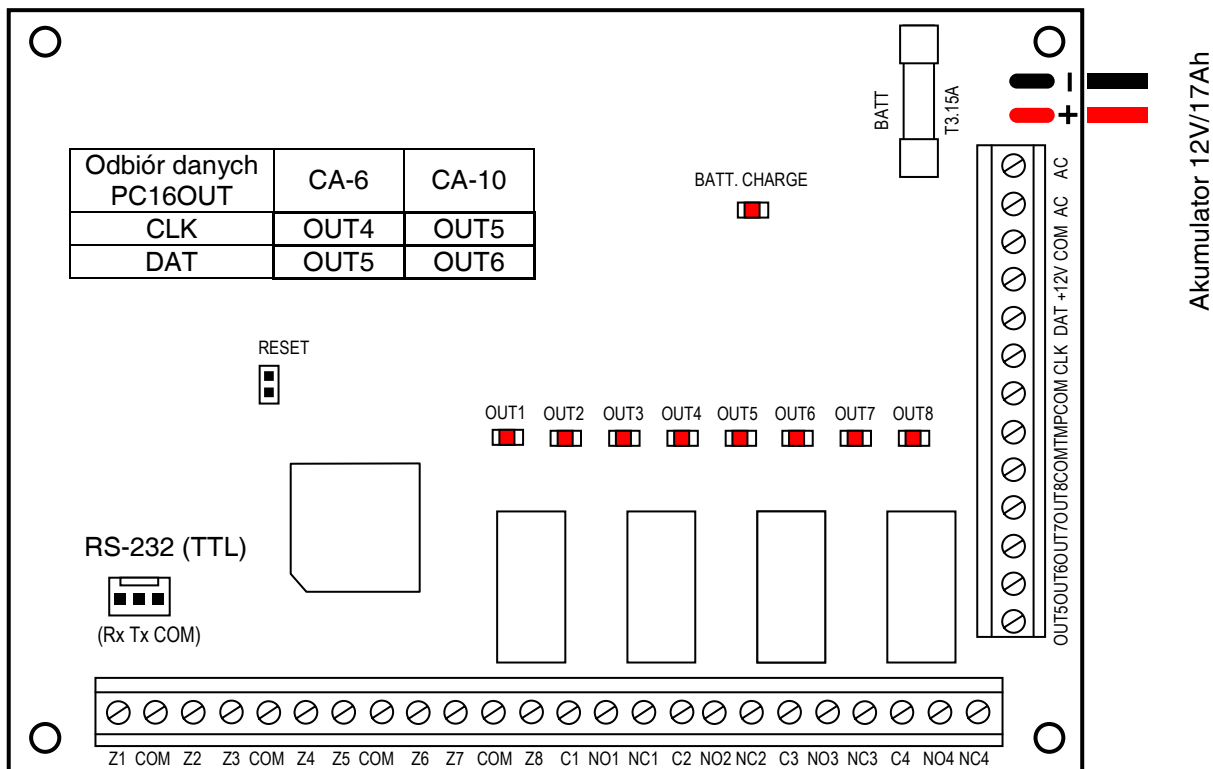 BATT
T3.15A
−
+
Akumulator 12V/17Ah
Odbiór danych PC16OUT CA-6 CA-10
CLK OUT4 OUT5
DAT OUT5 OUT6
BATT. CHARGE
AC
AC
COM
+12V
DAT
CLK
COM
TMP
COM
OUT8
OUT7
OUT6
OUT5
RESET
OUT1 OUT2 OUT3 OUT4 OUT5 OUT6 OUT7 OUT8
RS-232 (TTL)
(Rx Tx COM)
Z1 COM Z2 Z3 COM Z4 Z5 COM Z6 Z7 COM Z8 C1 NO1 NC1 C2 NO2 NC2 C3 NO3 NC3 C4 NO4 NC4